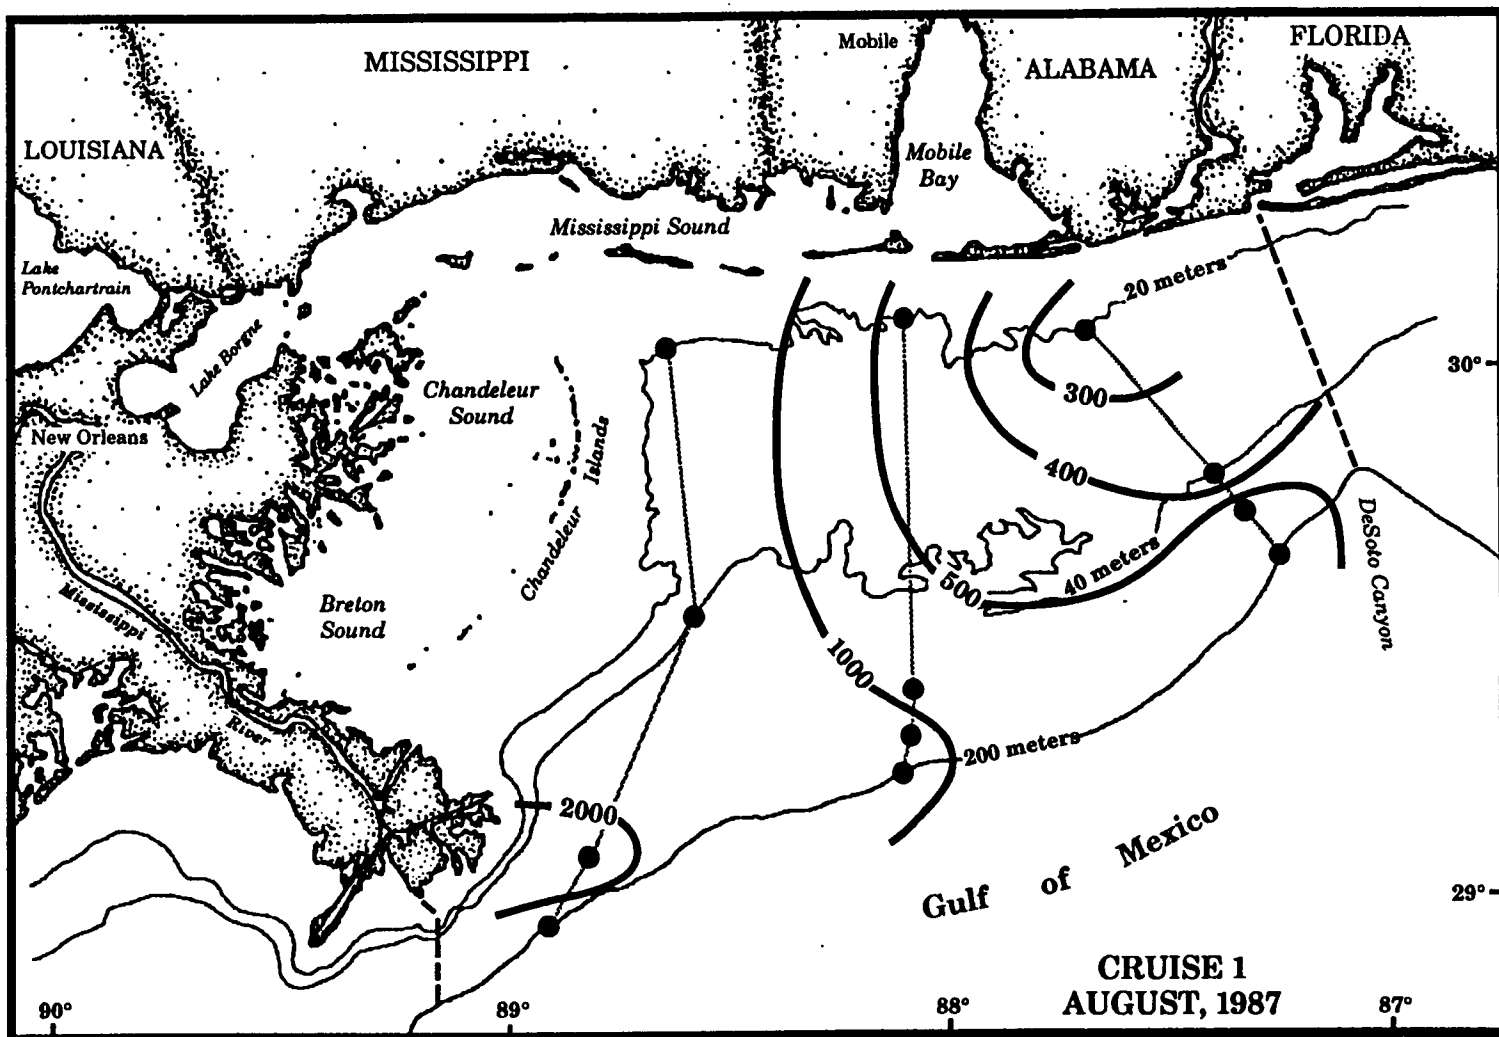 MISSISSIPPI
Mobile
ALABAMA
FLORIDA
LOUISIANA
Mobile
Bay
Mississippi Sound
Lake
Pontchartrain
20 meters
Lake Borgne
30°
Chandeleur
Sound
300
New Orleans
Chandeleur Islands
400
DeSoto Canyon
40 meters
500
Mississippi River
Breton
Sound
1000
200 meters
2000
Gulf of Mexico
29°
CRUISE 1
AUGUST, 1987
90°
89°
88°
87°